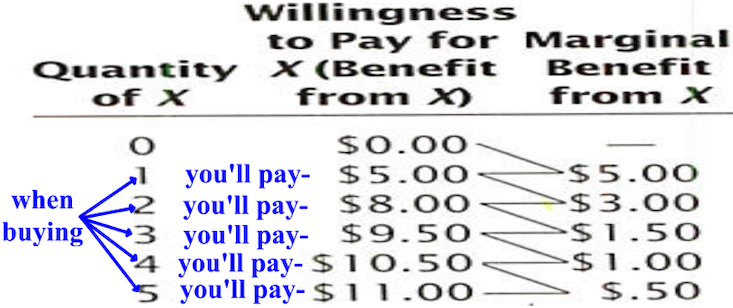 Willingness
to Pay for Marginal
Quantity X (Benefit Benefit
of X from X) from X
0 $0.00 —
1 you'll pay- $5.00 $5.00
when 2 you'll pay- $8.00 $3.00
buying 3 you'll pay- $9.50 $1.50
4 you'll pay- $10.50 $1.00
5 you'll pay- $11.00 $.50